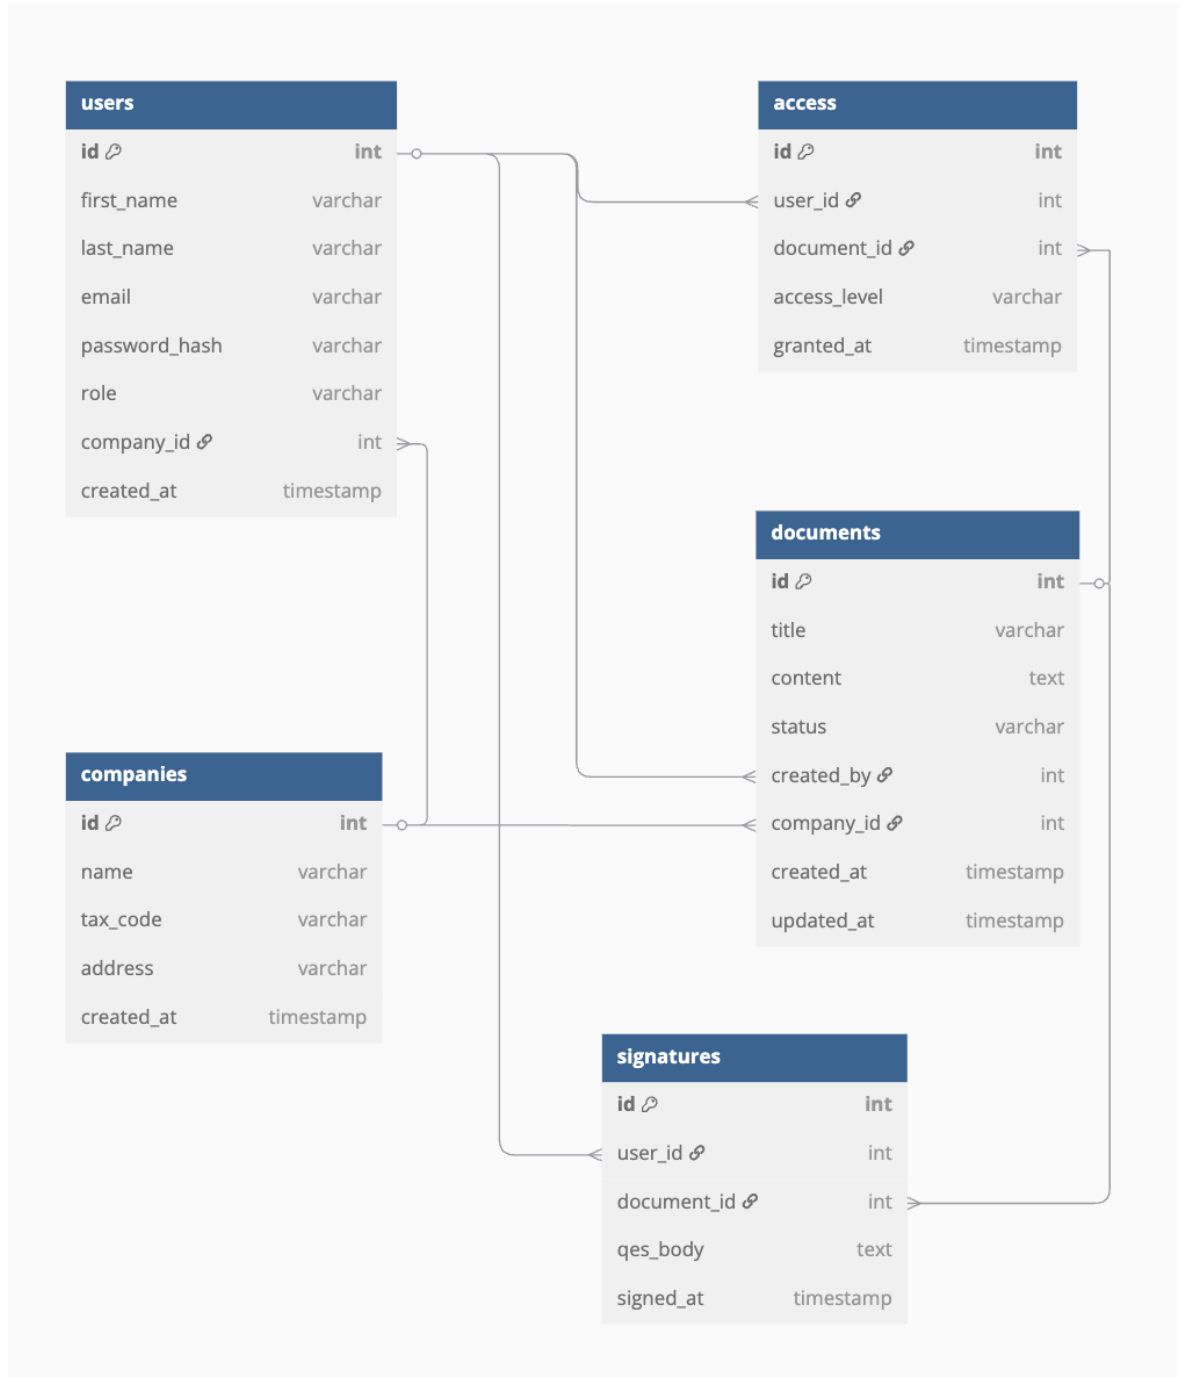 users
id int
first_name varchar
last_name varchar
email varchar
password_hash varchar
role varchar
company_id int
created_at timestamp
access
id int
user_id int
document_id int
access_level varchar
granted_at timestamp
documents
id int
title varchar
content text
status varchar
created_by int
company_id int
created_at timestamp
updated_at timestamp
companies
id int
name varchar
tax_code varchar
address varchar
created_at timestamp
signatures
id int
user_id int
document_id int
qes_body text
signed_at timestamp